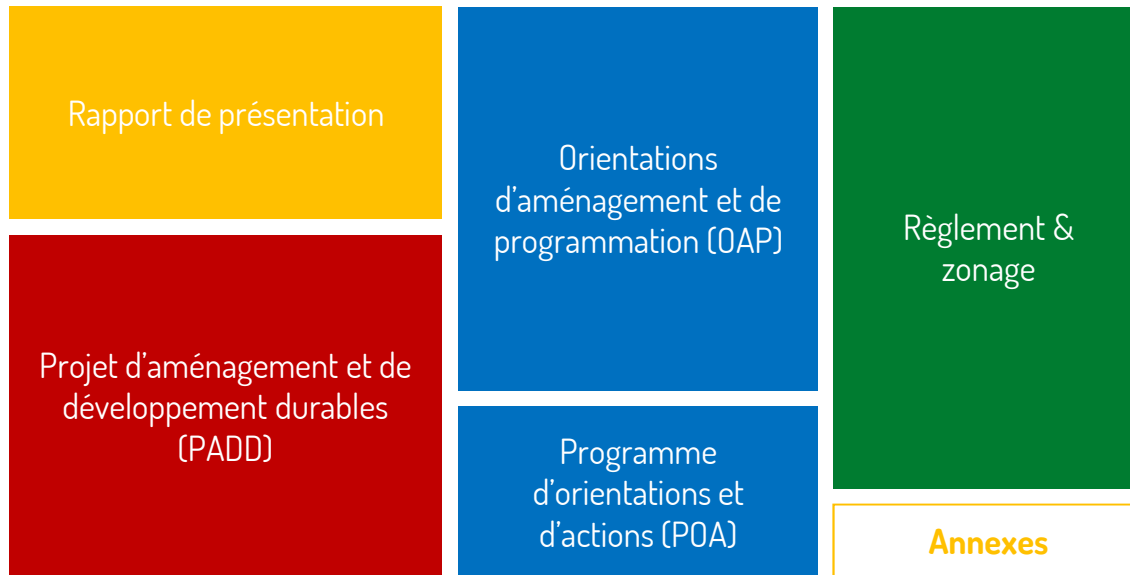 Rapport de présentation
Projet d’aménagement et de
développement durables
(PADD)
Orientations
d’aménagement et de
programmation (OAP)
Programme
d’orientations et
d’actions (POA)
Règlement &
zonage
Annexes